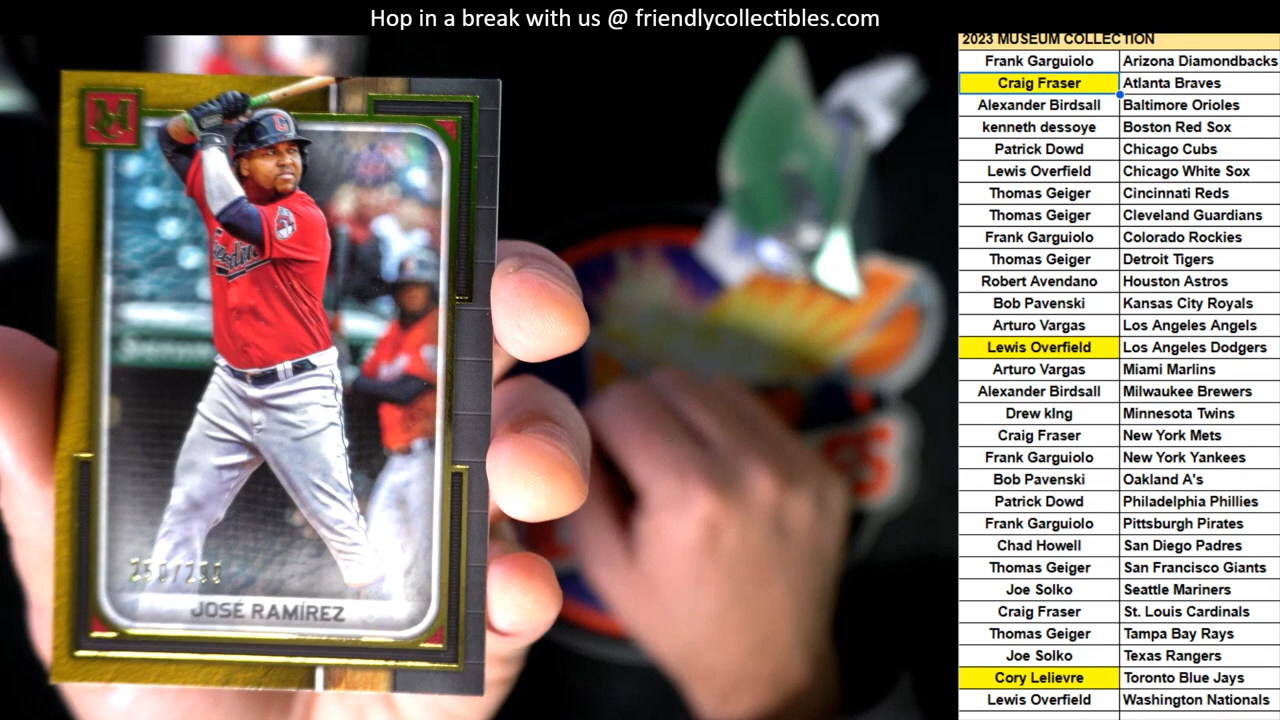 Hop in a break with us @ friendlycollectibles.com
2023 MUSEUM COLLECTION
Frank Garguiolo Arizona Diamondbacks
Craig Fraser Atlanta Braves
Alexander Birdsall Baltimore Orioles
kenneth dessoye Boston Red Sox
Patrick Dowd Chicago Cubs
Lewis Overfield Chicago White Sox
Thomas Geiger Cincinnati Reds
Thomas Geiger Cleveland Guardians
Frank Garguiolo Colorado Rockies
Thomas Geiger Detroit Tigers
Robert Avendano Houston Astros
Bob Pavenski Kansas City Royals
Arturo Vargas Los Angeles Angels
Lewis Overfield Los Angeles Dodgers
Arturo Vargas Miami Marlins
Alexander Birdsall Milwaukee Brewers
Drew kIng Minnesota Twins
Craig Fraser New York Mets
Frank Garguiolo New York Yankees
Bob Pavenski Oakland A's
Patrick Dowd Philadelphia Phillies
Frank Garguiolo Pittsburgh Pirates
Chad Howell San Diego Padres
Thomas Geiger San Francisco Giants
Joe Solko Seattle Mariners
Craig Fraser St. Louis Cardinals
Thomas Geiger Tampa Bay Rays
Joe Solko Texas Rangers
Cory Lelievre Toronto Blue Jays
Lewis Overfield Washington Nationals
M
C
JOSÉ RAMÍREZ